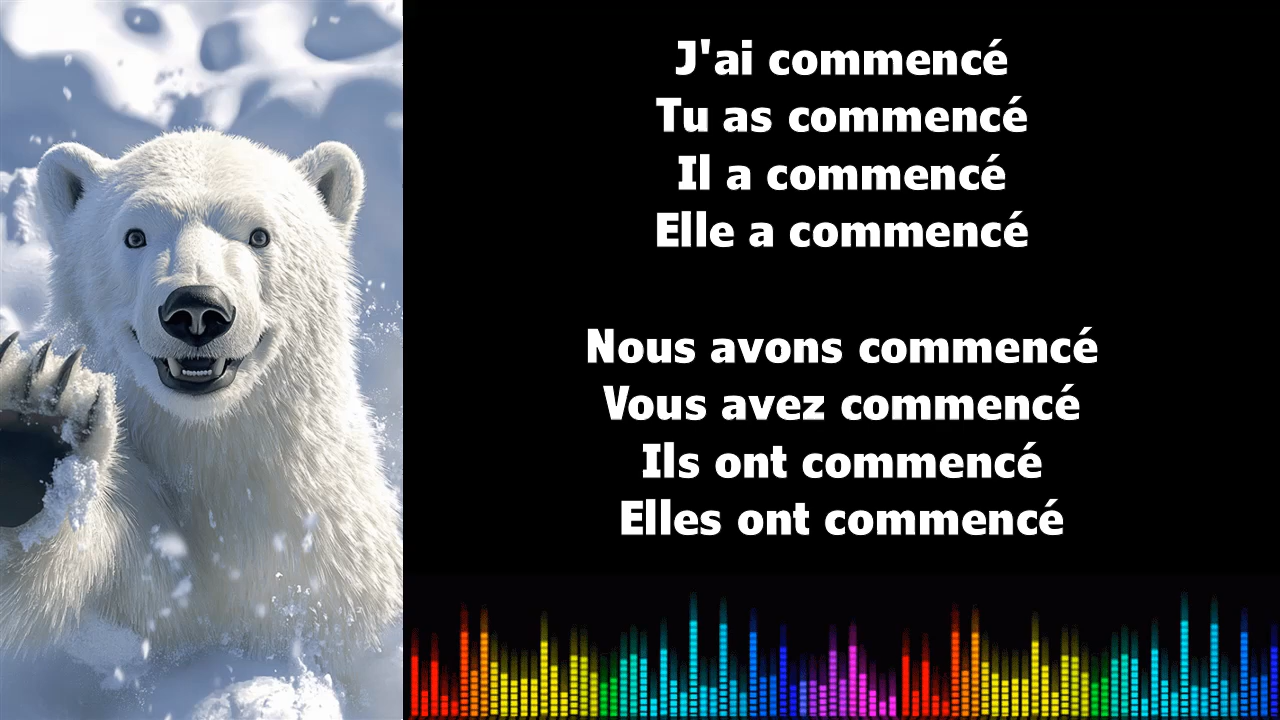 J'ai commencé
Tu as commencé
Il a commencé
Elle a commencé
Nous avons commencé
Vous avez commencé
Ils ont commencé
Elles ont commencé